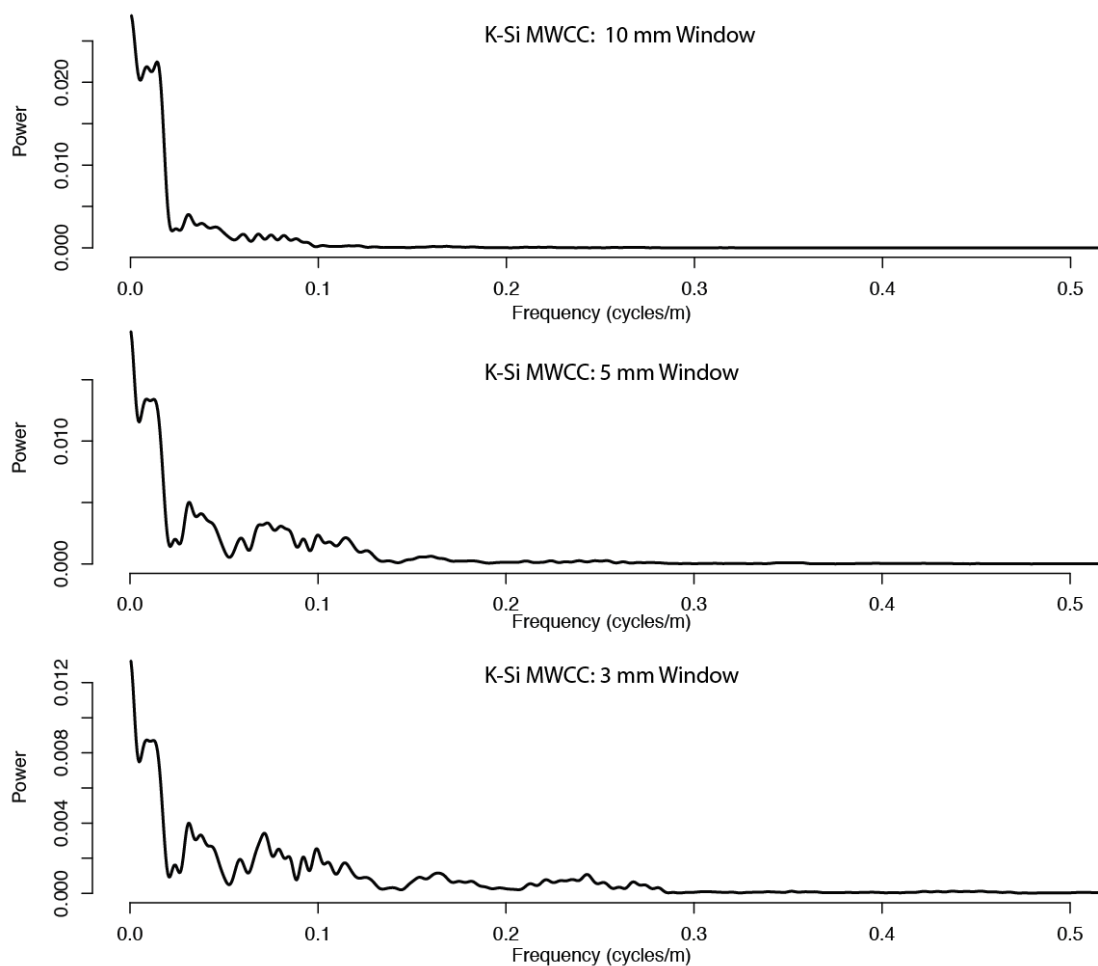 K-Si MWCC: 10 mm Window
Power
0.020
0.010
0.000
0.0 0.1 0.2 0.3 0.4 0.5
Frequency (cycles/m)
K-Si MWCC: 5 mm Window
Power
0.010
0.000
0.0 0.1 0.2 0.3 0.4 0.5
Frequency (cycles/m)
K-Si MWCC: 3 mm Window
Power
0.012
0.008
0.004
0.000
0.0 0.1 0.2 0.3 0.4 0.5
Frequency (cycles/m)